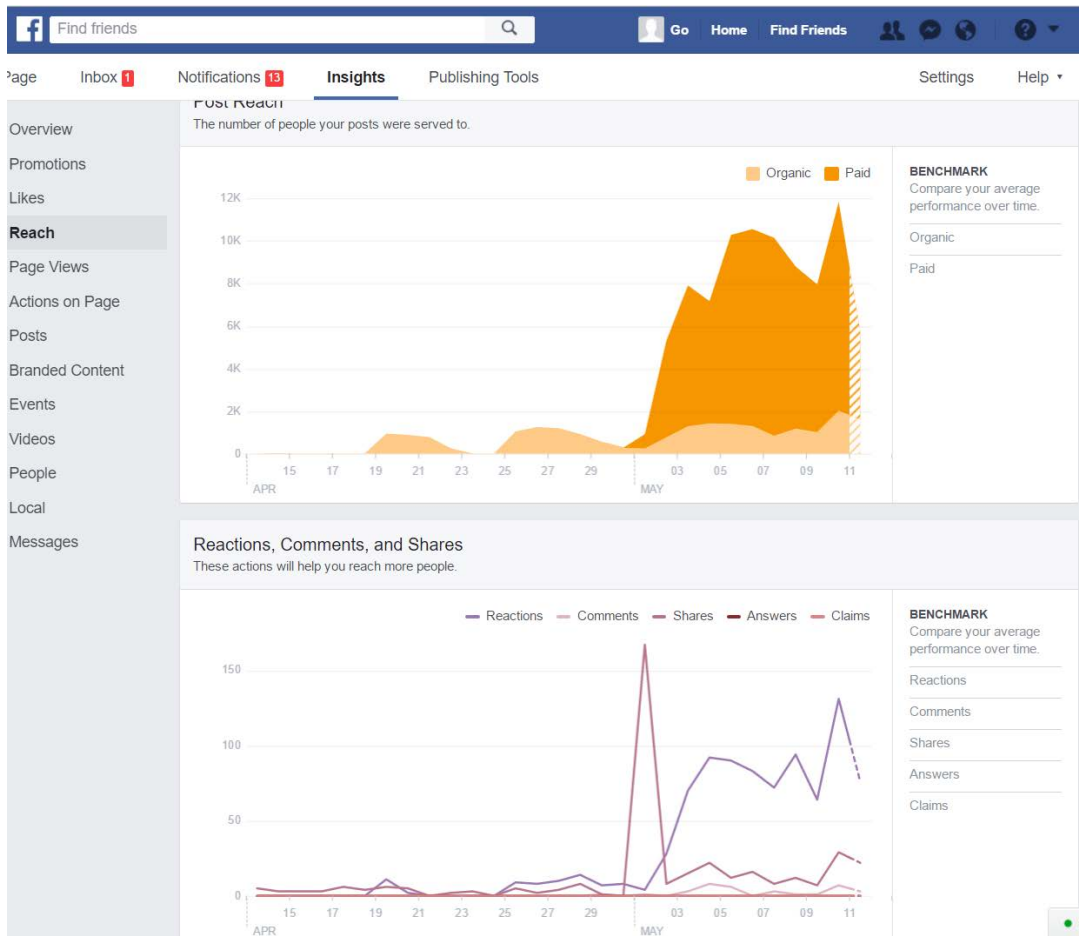 f
Find friends
Go Home Find Friends ?
Page Inbox 1 Notifications 13 Insights Publishing Tools Settings Help
Overview
Promotions
Likes
Reach
Page Views
Actions on Page
Posts
Branded Content
Events
Videos
People
Local
Messages
Post Reach
The number of people your posts were served to.
Organic Paid
12K
10K
8K
6K
4K
2K
0
15 17 19 21 23 25 27 29 03 05 07 09 11
APR MAY
BENCHMARK
Compare your average
performance over time.
Organic
Paid
Reactions, Comments, and Shares
These actions will help you reach more people.
Reactions Comments Shares Answers Claims
150
100
50
0
15 17 19 21 23 25 27 29 03 05 07 09 11
APR MAY
BENCHMARK
Compare your average
performance over time.
Reactions
Comments
Shares
Answers
Claims